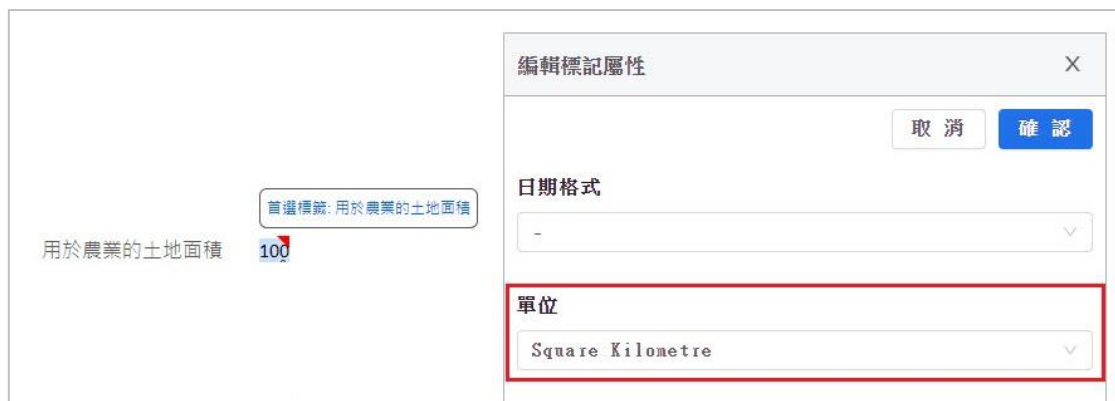 編輯標記屬性 X
取 消 確 認
日期格式
首選標籤: 用於農業的土地面積
-
用於農業的土地面積 100
單位
Square Kilometre